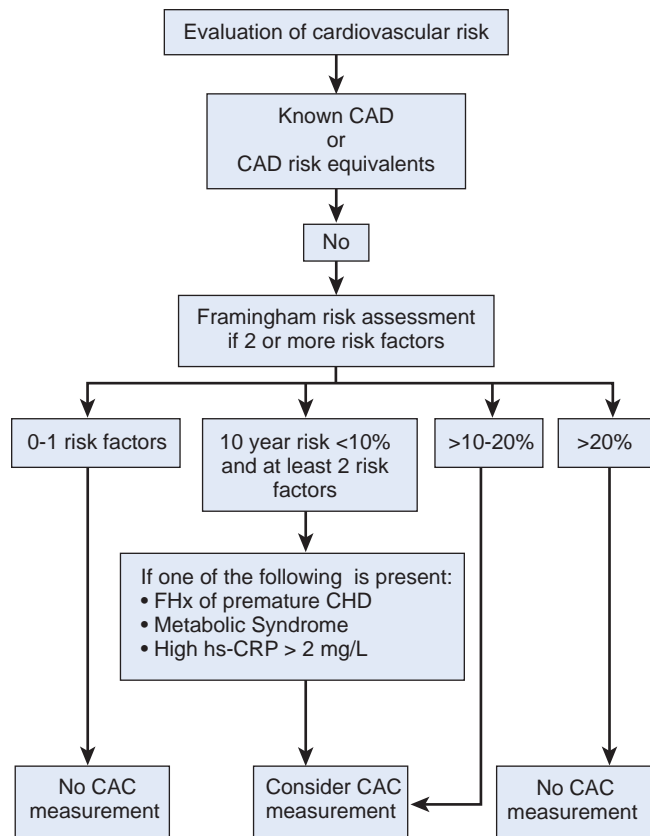 Evaluation of cardiovascular risk
Known CAD
or
CAD risk equivalents
No
Framingham risk assessment
if 2 or more risk factors
0-1 risk factors
10 year risk <10%
and at least 2 risk
factors
>10-20%
>20%
If one of the following is present:
• FHx of premature CHD
• Metabolic Syndrome
• High hs-CRP > 2 mg/L
No CAC
measurement
Consider CAC
measurement
No CAC
measurement